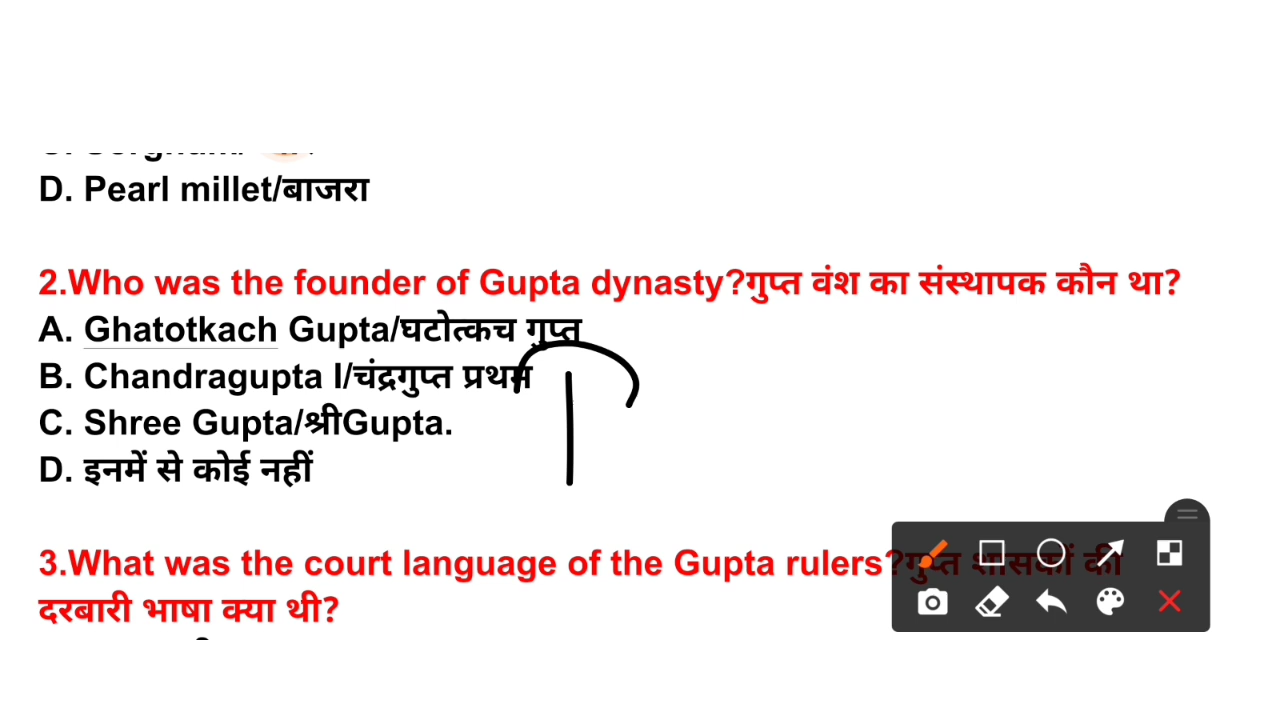 D. Pearl millet/बाजरा
2.Who was the founder of Gupta dynasty?गुप्त वंश का संस्थापक कौन था?
A. Ghatotkach Gupta/घटोत्कच गुप्त
B. Chandragupta I/चंद्रगुप्त प्रथम
C. Shree Gupta/श्रीGupta.
D. इनमें से कोई नहीं
3.What was the court language of the Gupta rulers?गुप्त शासकों की
दरबारी भाषा क्या थी?